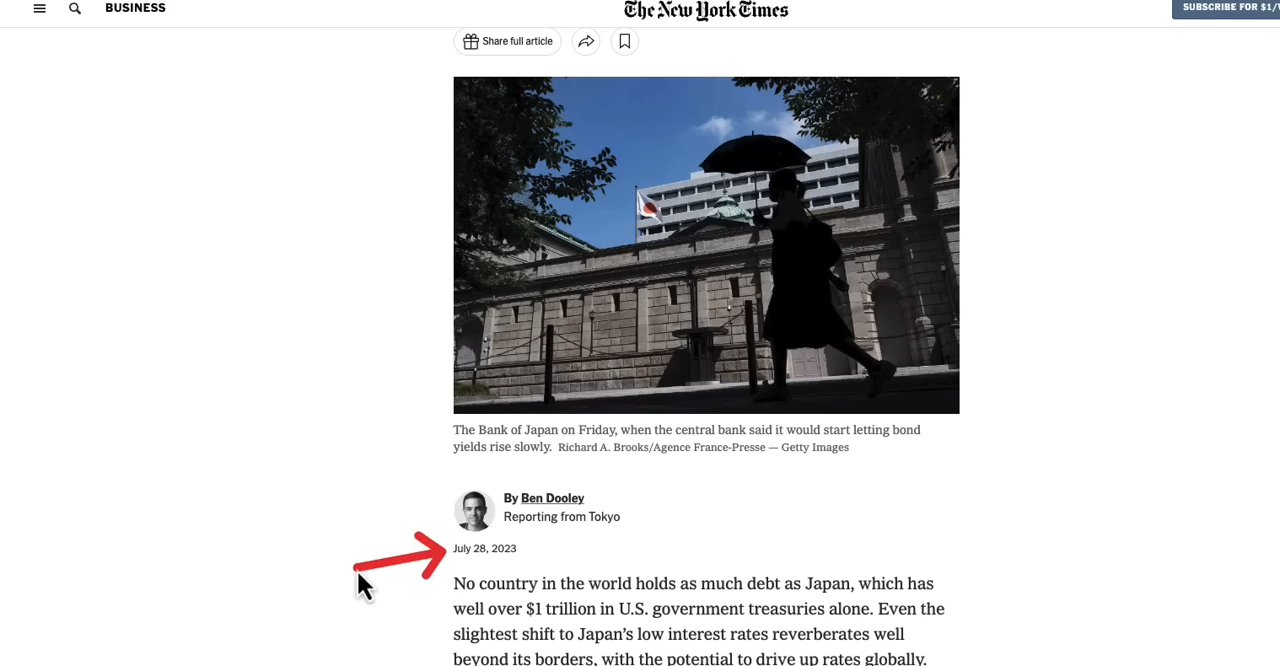 BUSINESS
The New York Times
SUBSCRIBE FOR $1/
Share full article
The Bank of Japan on Friday, when the central bank said it would start letting bond
yields rise slowly. Richard A. Brooks/Agence France-Presse — Getty Images
By Ben Dooley
Reporting from Tokyo
July 28, 2023
No country in the world holds as much debt as Japan, which has
well over $1 trillion in U.S. government treasuries alone. Even the
slightest shift to Japan’s low interest rates reverberates well
beyond its borders, with the potential to drive up rates globally.